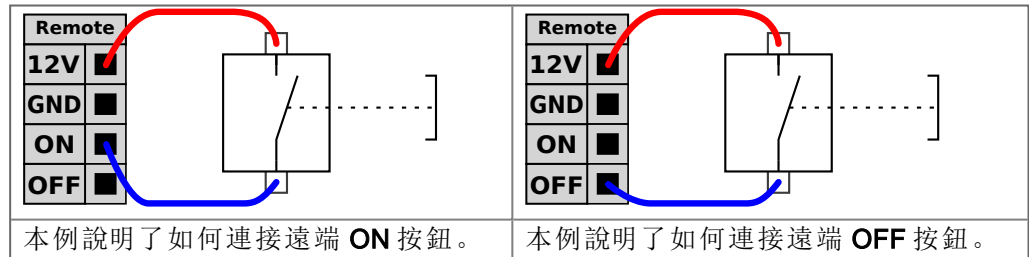 Remote
12V
GND
ON
OFF
本例說明了如何連接遠端 ON 按鈕。
Remote
12V
GND
ON
OFF
本例說明了如何連接遠端 OFF 按鈕。